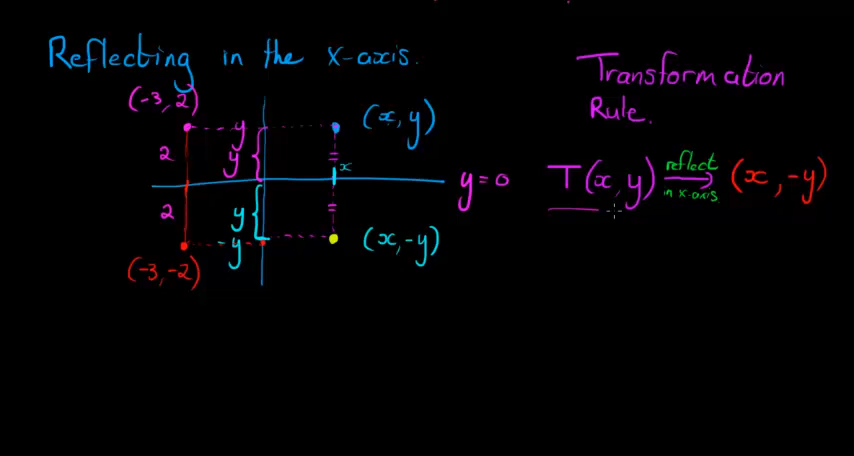 Reflecting in the x-axis.
Transformation
Rule.
(-3, 2)
y
(x, y)
2
y
x
y = 0
T(x, y) reflect in x-axis (x, -y)
2
y
-y
(x, -y)
(-3, -2)